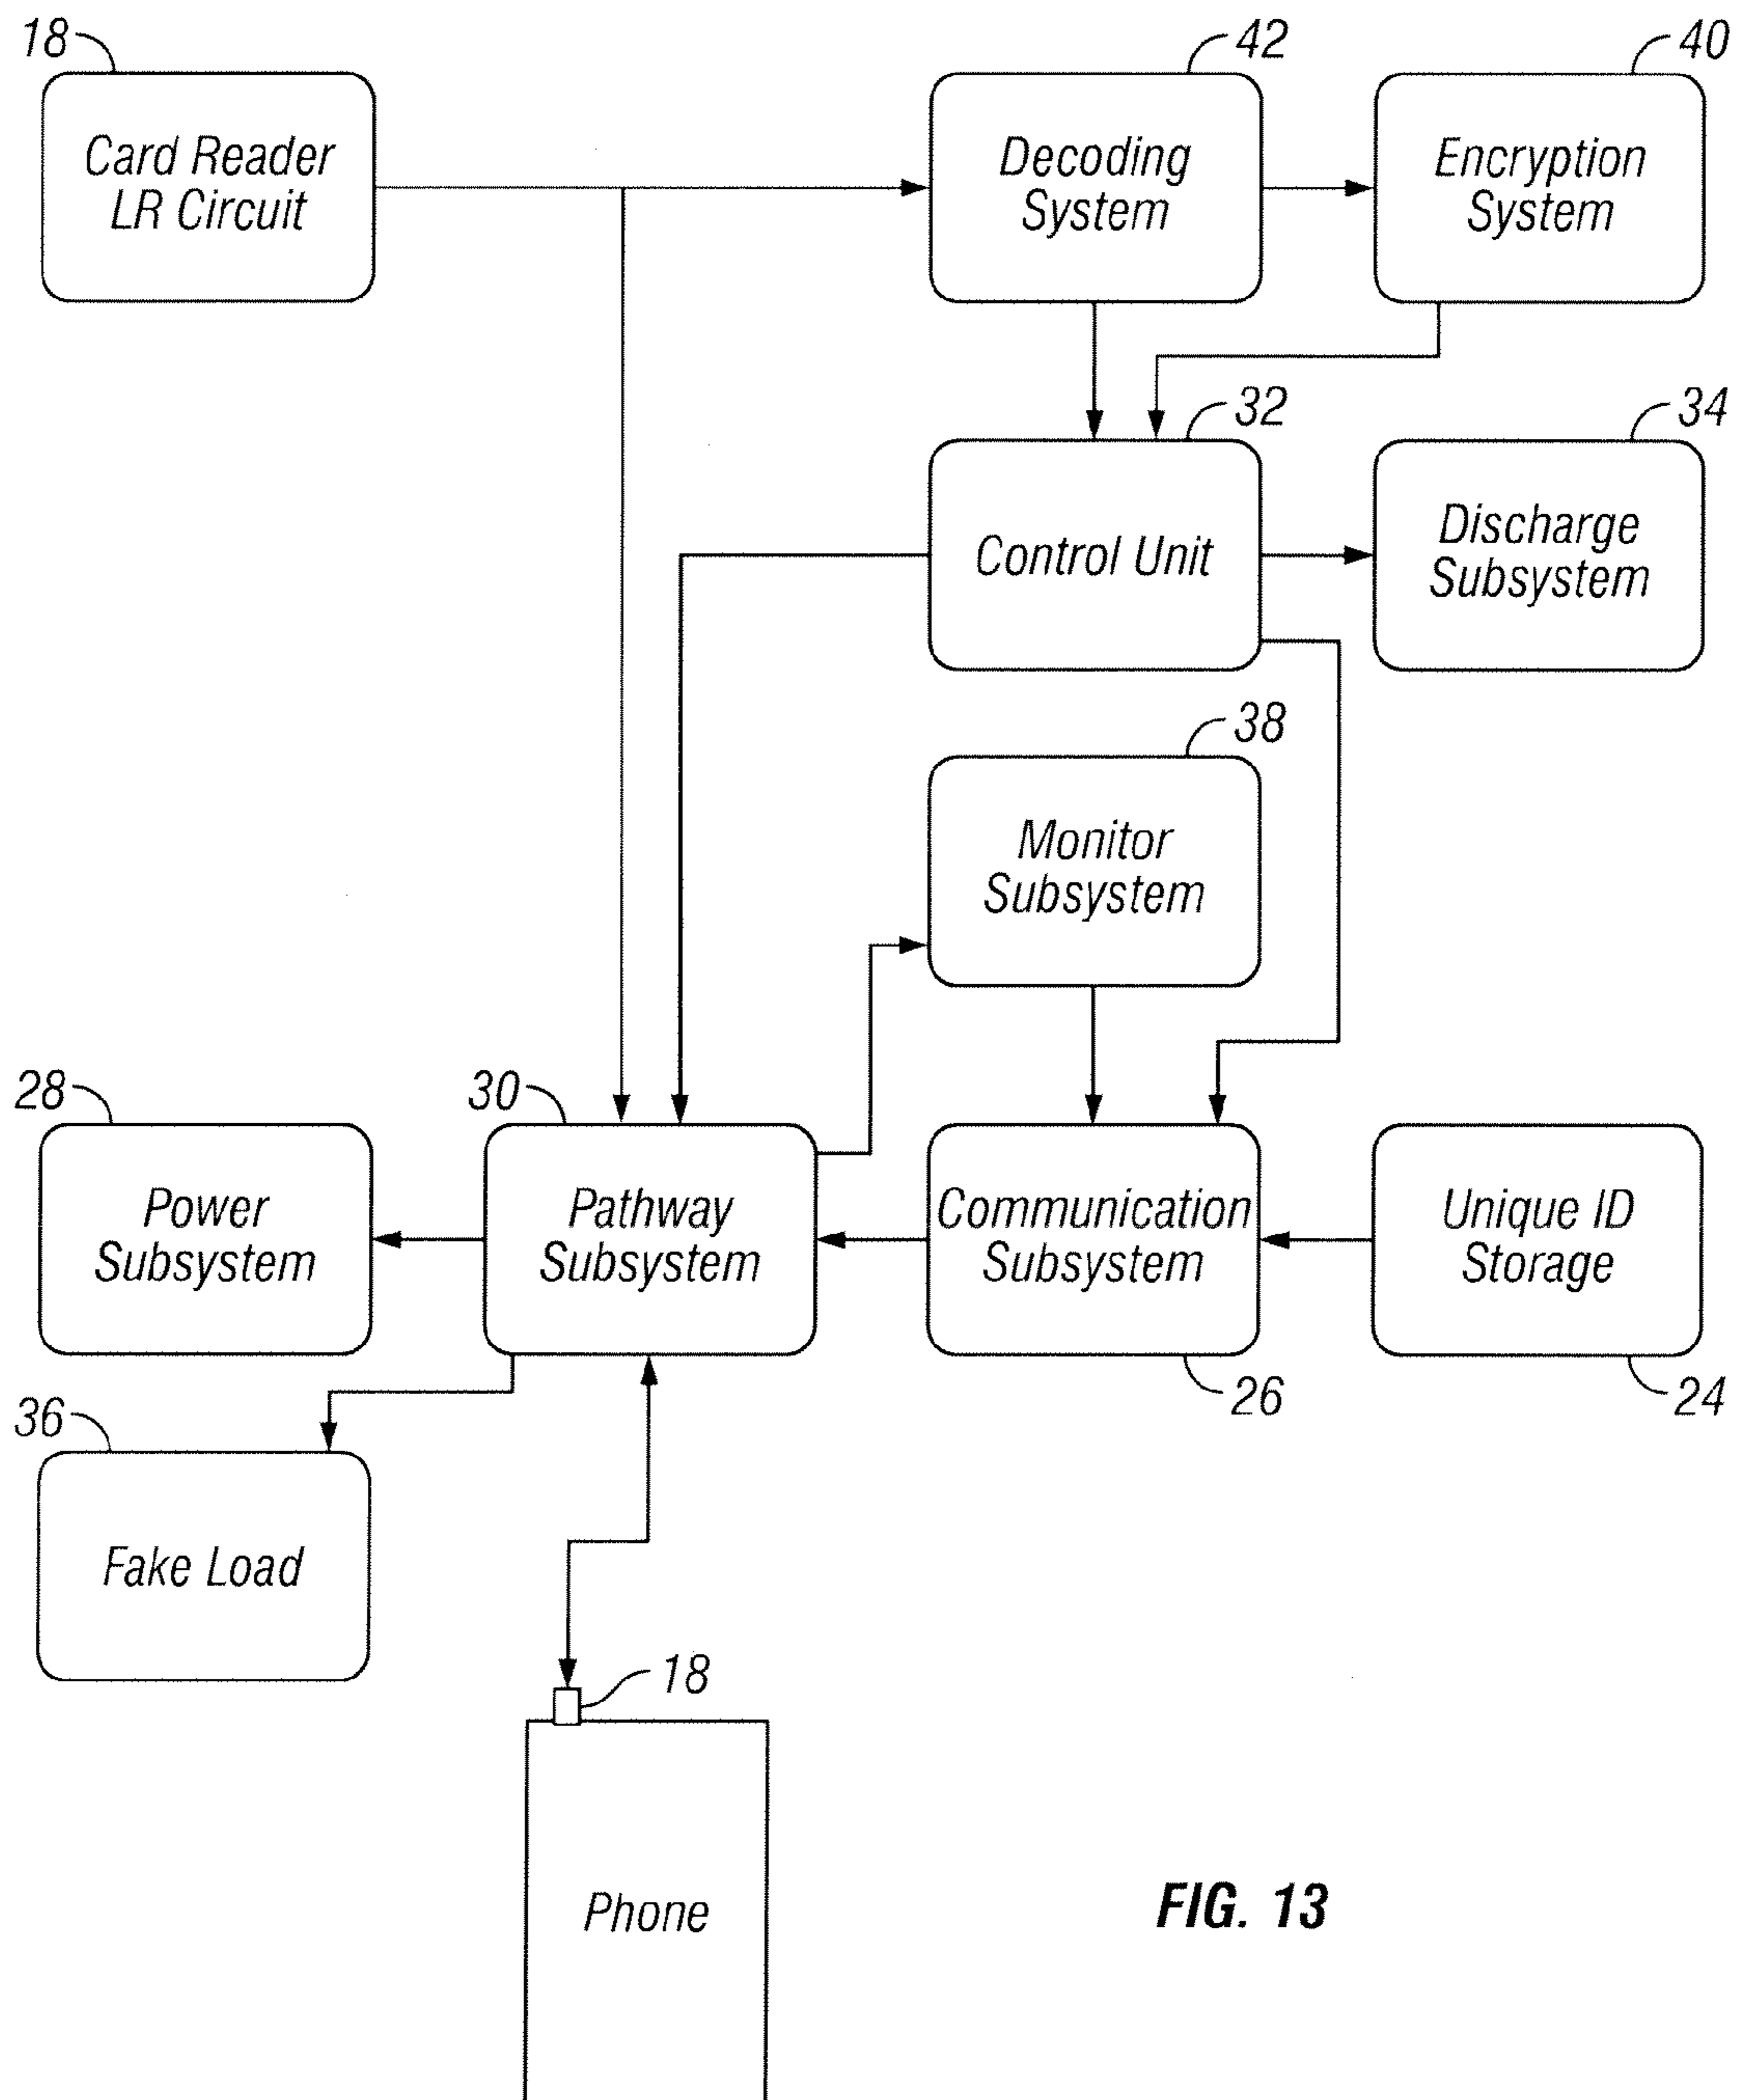 18
42
40
Card Reader
LR Circuit
Decoding
System
Encryption
System
32
34
Control Unit
Discharge
Subsystem
38
Monitor
Subsystem
28
30
Power
Subsystem
Pathway
Subsystem
Communication
Subsystem
Unique ID
Storage
26
24
36
Fake Load
18
Phone
FIG. 13